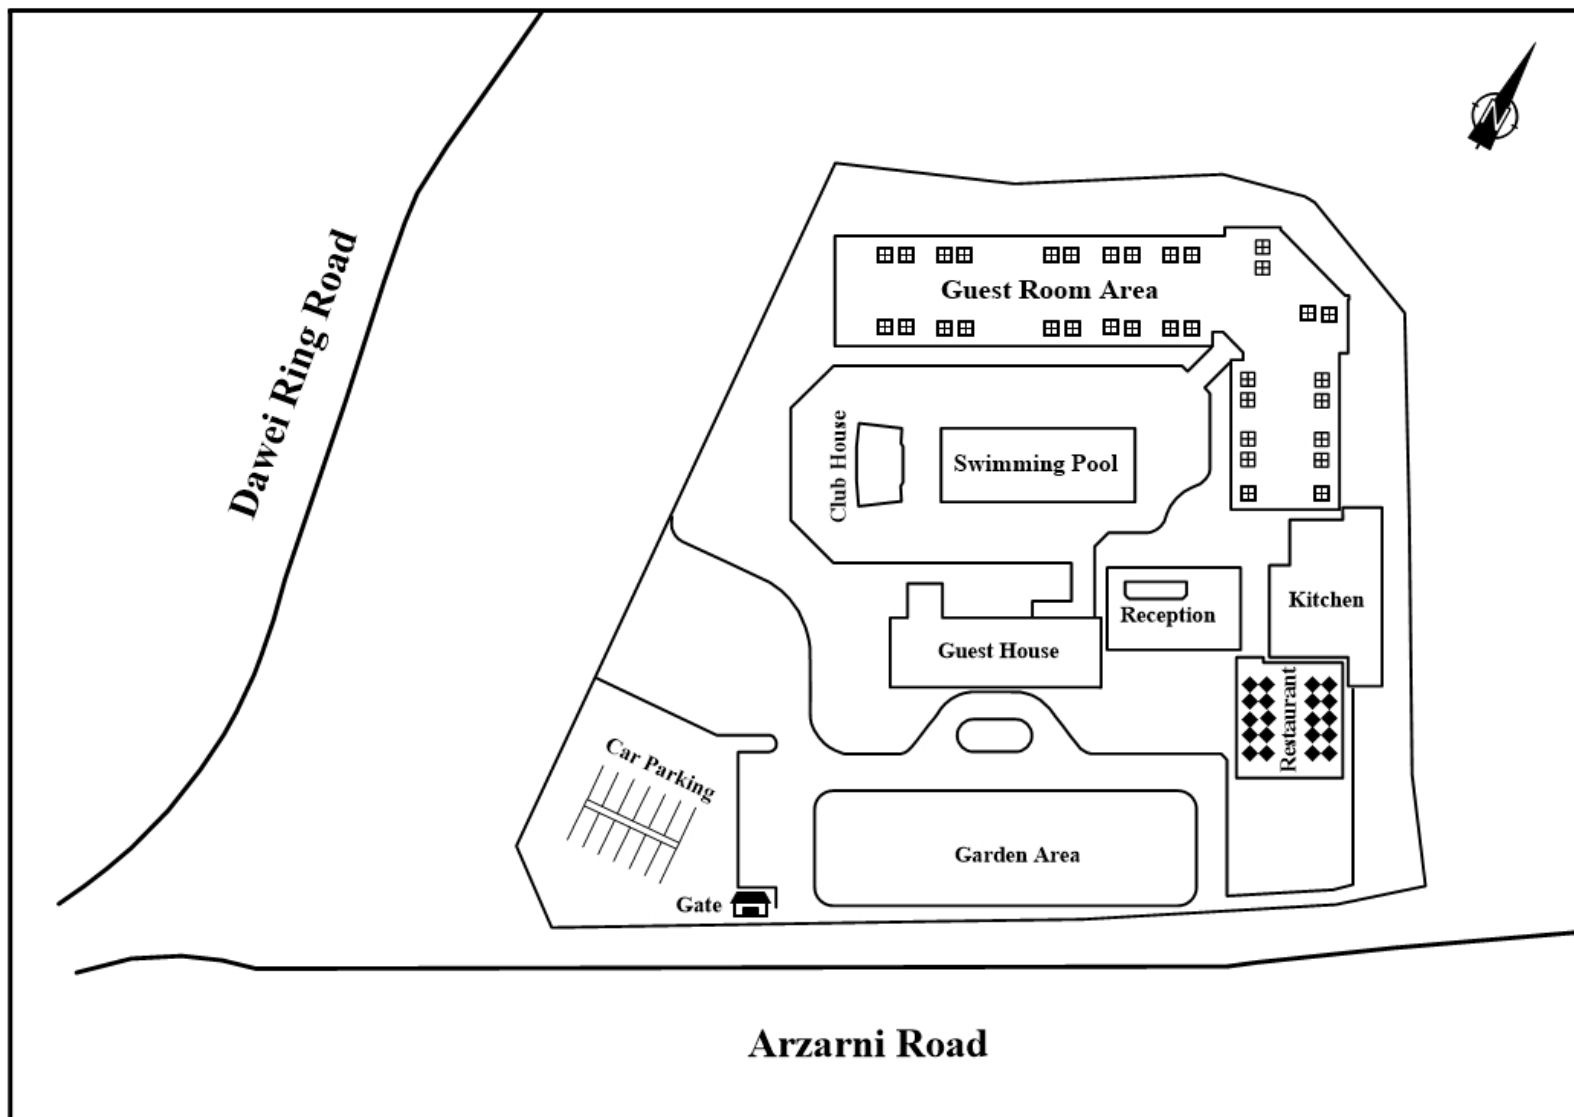 N
Dawei Ring Road
Guest Room Area
Club House
Swimming Pool
Kitchen
Reception
Guest House
Restaurant
Car Parking
Garden Area
Gate
Arzarni Road